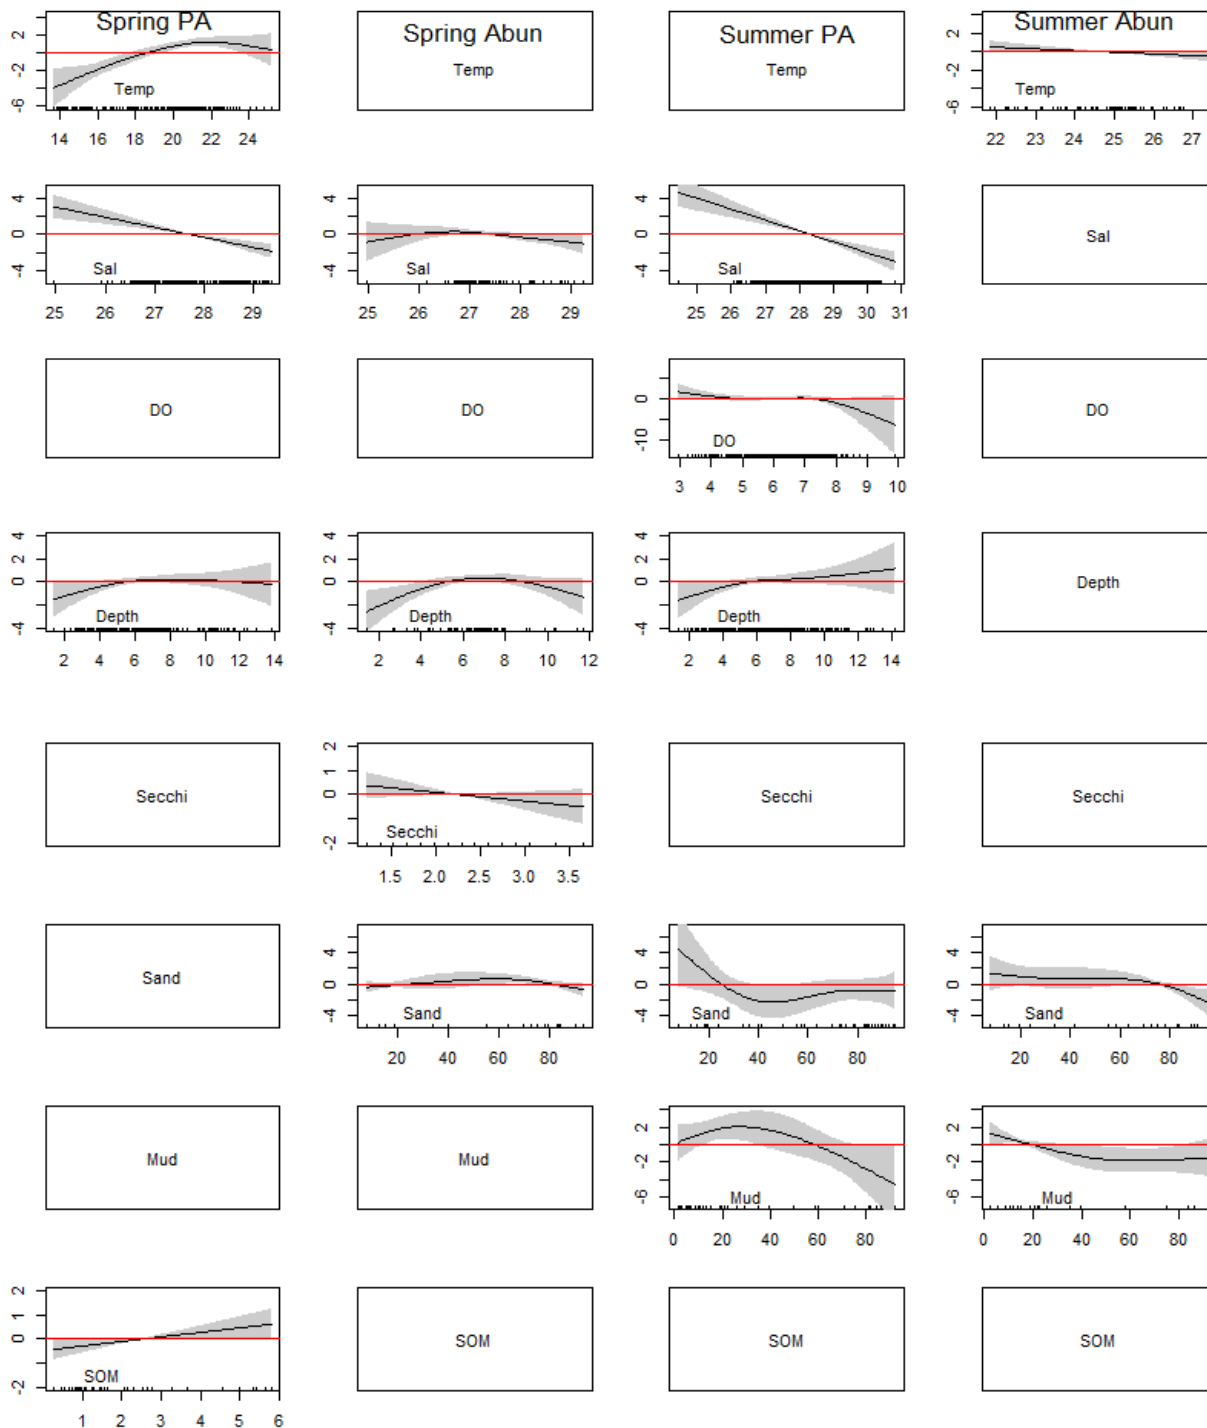 Spring PA Spring Abun Summer PA Summer Abun
2
-2
-6
Temp
14 16 18 20 22 24
Temp
Temp
2
-2
-6
Temp
22 23 24 25 26 27
4
0
-4
Sal
25 26 27 28 29
Sal
25 26 27 28 29
4
0
-4
Sal
25 26 27 28 29 30 31
Sal
DO
DO
0
-10
DO
3 4 5 6 7 8 9 10
DO
4
2
0
-4
Depth
2 4 6 8 10 12 14
4
2
0
-4
Depth
2 4 6 8 10 12
4
2
0
-4
Depth
2 4 6 8 10 12 14
Depth
Secchi
2
1
0
-2
Secchi
1.5 2.0 2.5 3.0 3.5
Secchi
Secchi
Sand
4
0
-4
Sand
20 40 60 80
4
0
-4
Sand
20 40 60 80
4
0
-4
Sand
20 40 60 80
Mud
Mud
2
-2
-6
Mud
0 20 40 60 80
2
-2
-6
Mud
0 20 40 60 80
2
1
0
-2
SOM
1 2 3 4 5 6
SOM
SOM
SOM